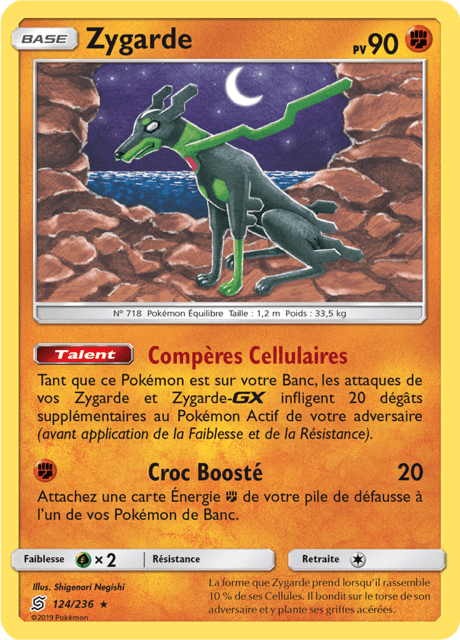 BASE Zygarde PV90
N° 718 Pokémon Équilibre Taille : 1,2 m Poids : 33,5 kg
Talent Compères Cellulaires
Tant que ce Pokémon est sur votre Banc, les attaques de
vos Zygarde et Zygarde-GX infligent 20 dégâts
supplémentaires au Pokémon Actif de votre adversaire
(avant application de la Faiblesse et de la Résistance).
Croc Boosté 20
Attachez une carte Énergie de votre pile de défausse à
l'un de vos Pokémon de Banc.
Faiblesse ×2 Résistance Retraite
Illus. Shigenori Negishi
124/236 ★
©2019 Pokémon
La forme que Zygarde prend lorsqu'il rassemble
10 % de ses Cellules. Il bondit sur le torse de son
adversaire et y plante ses griffes acérées.